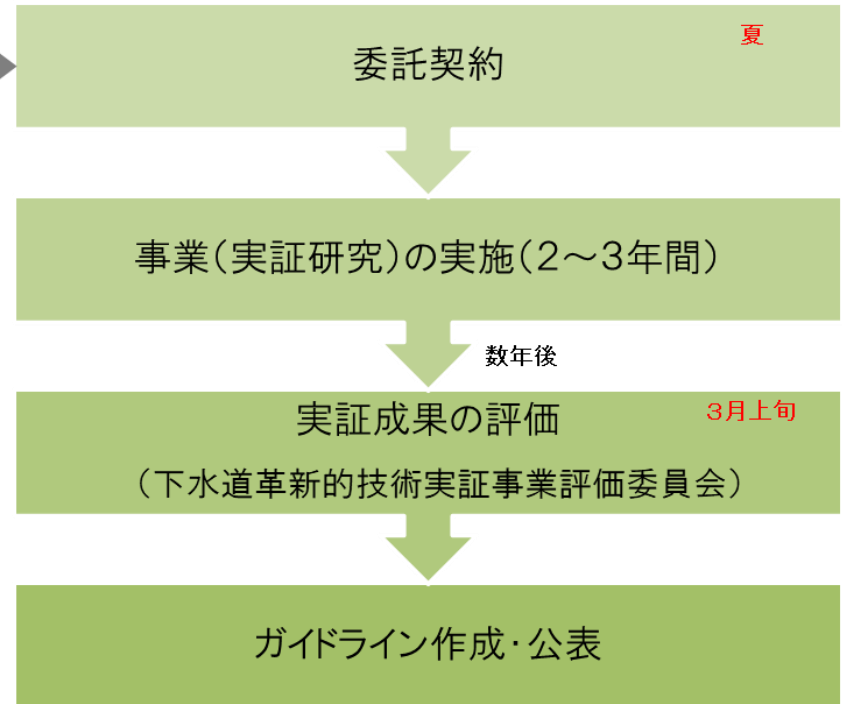 夏
委託契約
事業（実証研究）の実施（2～3年間）
数年後
実証成果の評価
3月上旬
（下水道革新的技術実証事業評価委員会）
ガイドライン作成・公表